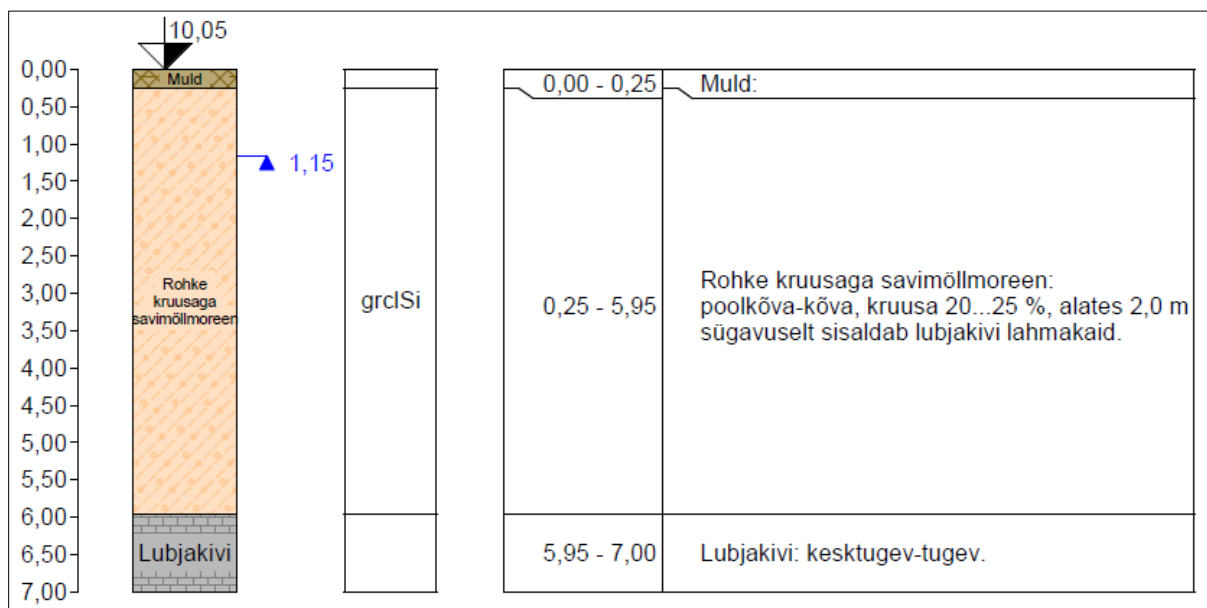 10,05
0,00
0,50
1,00
1,50
2,00
2,50
3,00
3,50
4,00
4,50
5,00
5,50
6,00
6,50
7,00
Muld
Rohke
kruusaga
savimöllmoreen
Lubjakivi
1,15
grclSi
0,00 - 0,25
Muld:
0,25 - 5,95
Rohke kruusaga savimöllmoreen:
poolkõva-kõva, kruusa 20...25 %, alates 2,0 m
sügavuselt sisaldab lubjakivi lahmakaid.
5,95 - 7,00
Lubjakivi: kesktugev-tugev.